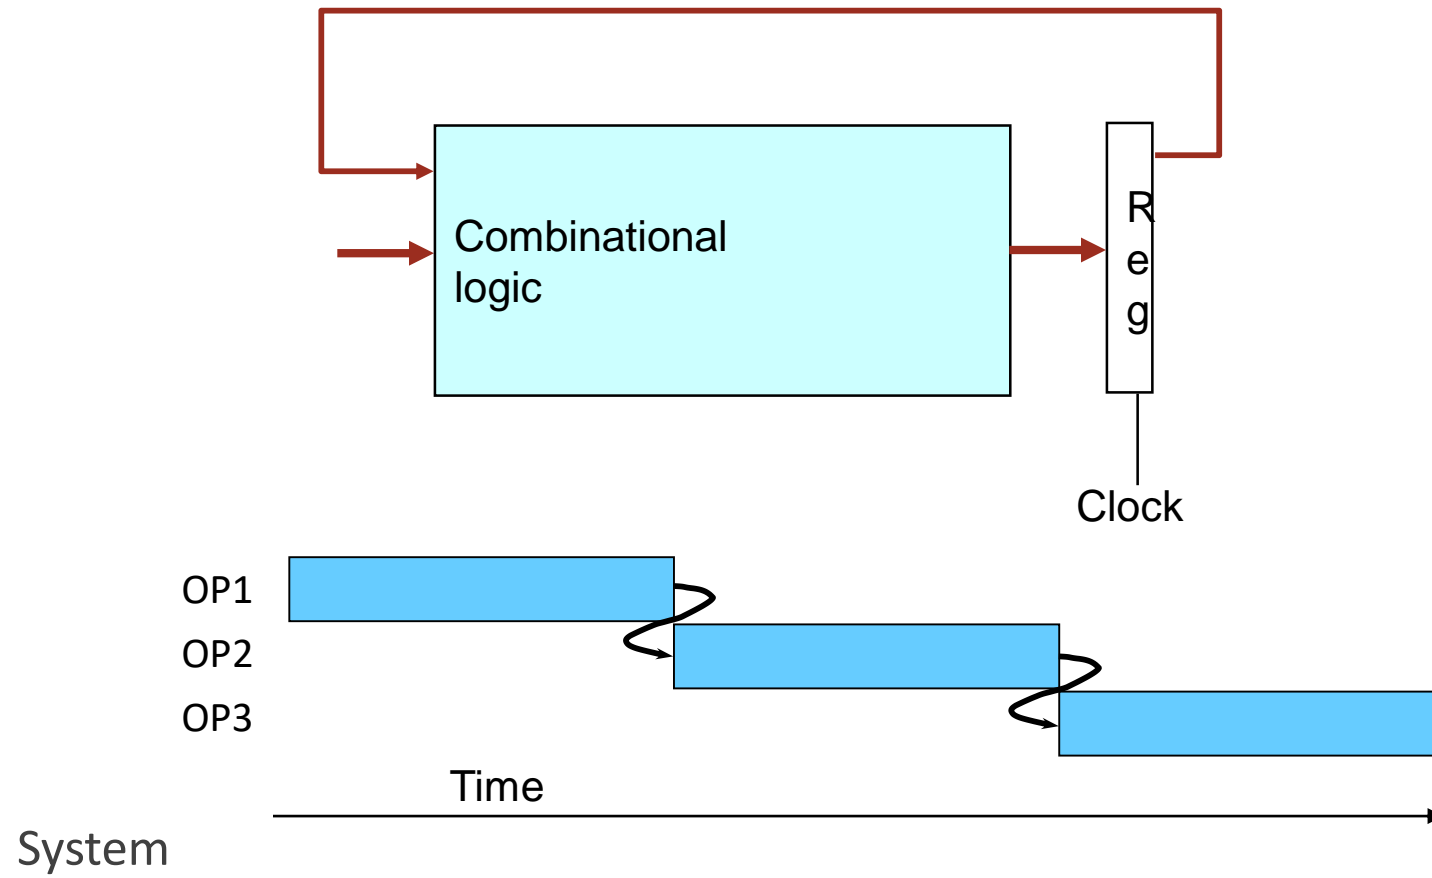 Combinational
logic
R
e
g
Clock
OP1
OP2
OP3
Time
System